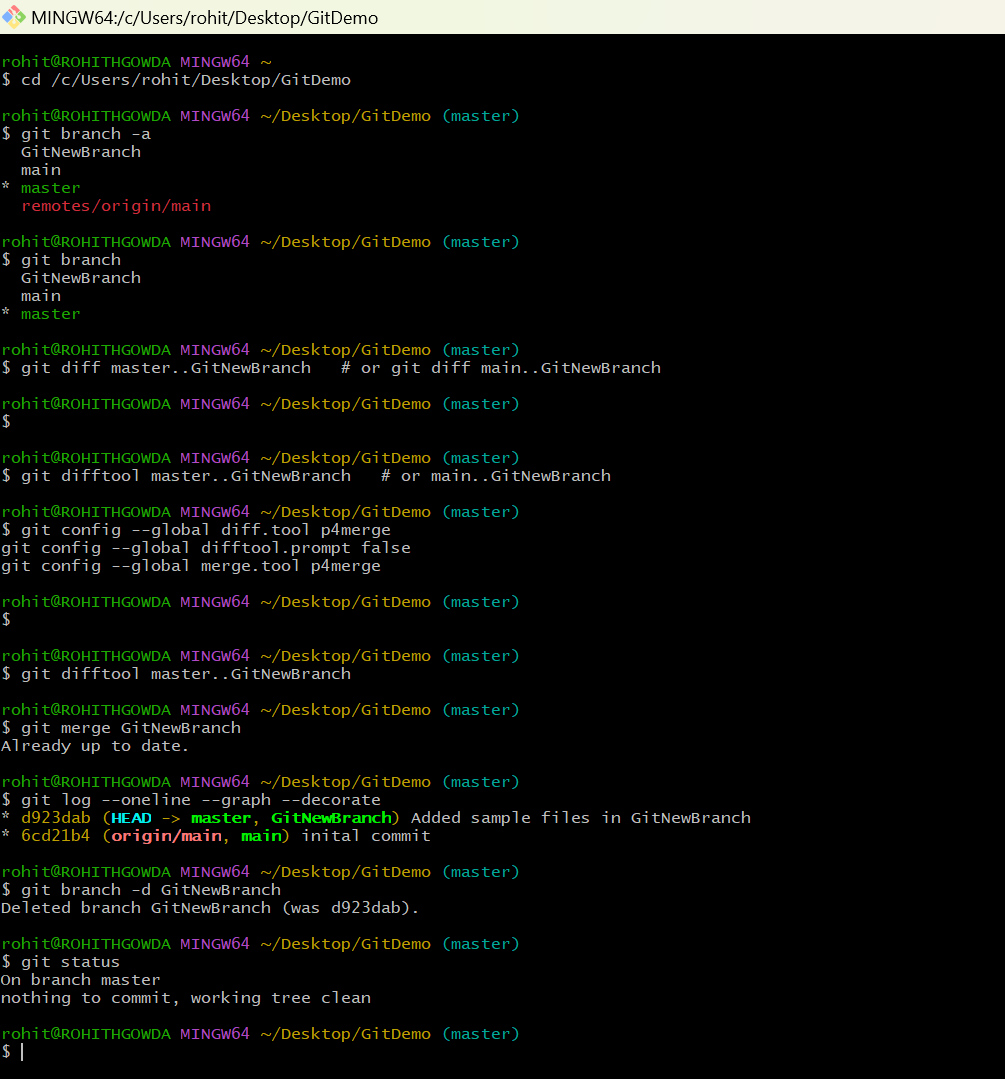 MINGW64:/c/Users/rohit/Desktop/GitDemo
rohit@ROHITHGOWDA MINGW64 ~
$ cd /c/Users/rohit/Desktop/GitDemo
rohit@ROHITHGOWDA MINGW64 ~/Desktop/GitDemo (master)
$ git branch -a
  GitNewBranch
  main
* master
  remotes/origin/main
rohit@ROHITHGOWDA MINGW64 ~/Desktop/GitDemo (master)
$ git branch
  GitNewBranch
  main
* master
rohit@ROHITHGOWDA MINGW64 ~/Desktop/GitDemo (master)
$ git diff master..GitNewBranch   # or git diff main..GitNewBranch
rohit@ROHITHGOWDA MINGW64 ~/Desktop/GitDemo (master)
$
rohit@ROHITHGOWDA MINGW64 ~/Desktop/GitDemo (master)
$ git difftool master..GitNewBranch   # or main..GitNewBranch
rohit@ROHITHGOWDA MINGW64 ~/Desktop/GitDemo (master)
$ git config --global diff.tool p4merge
git config --global difftool.prompt false
git config --global merge.tool p4merge
rohit@ROHITHGOWDA MINGW64 ~/Desktop/GitDemo (master)
$
rohit@ROHITHGOWDA MINGW64 ~/Desktop/GitDemo (master)
$ git difftool master..GitNewBranch
rohit@ROHITHGOWDA MINGW64 ~/Desktop/GitDemo (master)
$ git merge GitNewBranch
Already up to date.
rohit@ROHITHGOWDA MINGW64 ~/Desktop/GitDemo (master)
$ git log --oneline --graph --decorate
* d923dab (HEAD -> master, GitNewBranch) Added sample files in GitNewBranch
* 6cd21b4 (origin/main, main) inital commit
rohit@ROHITHGOWDA MINGW64 ~/Desktop/GitDemo (master)
$ git branch -d GitNewBranch
Deleted branch GitNewBranch (was d923dab).
rohit@ROHITHGOWDA MINGW64 ~/Desktop/GitDemo (master)
$ git status
On branch master
nothing to commit, working tree clean
rohit@ROHITHGOWDA MINGW64 ~/Desktop/GitDemo (master)
$